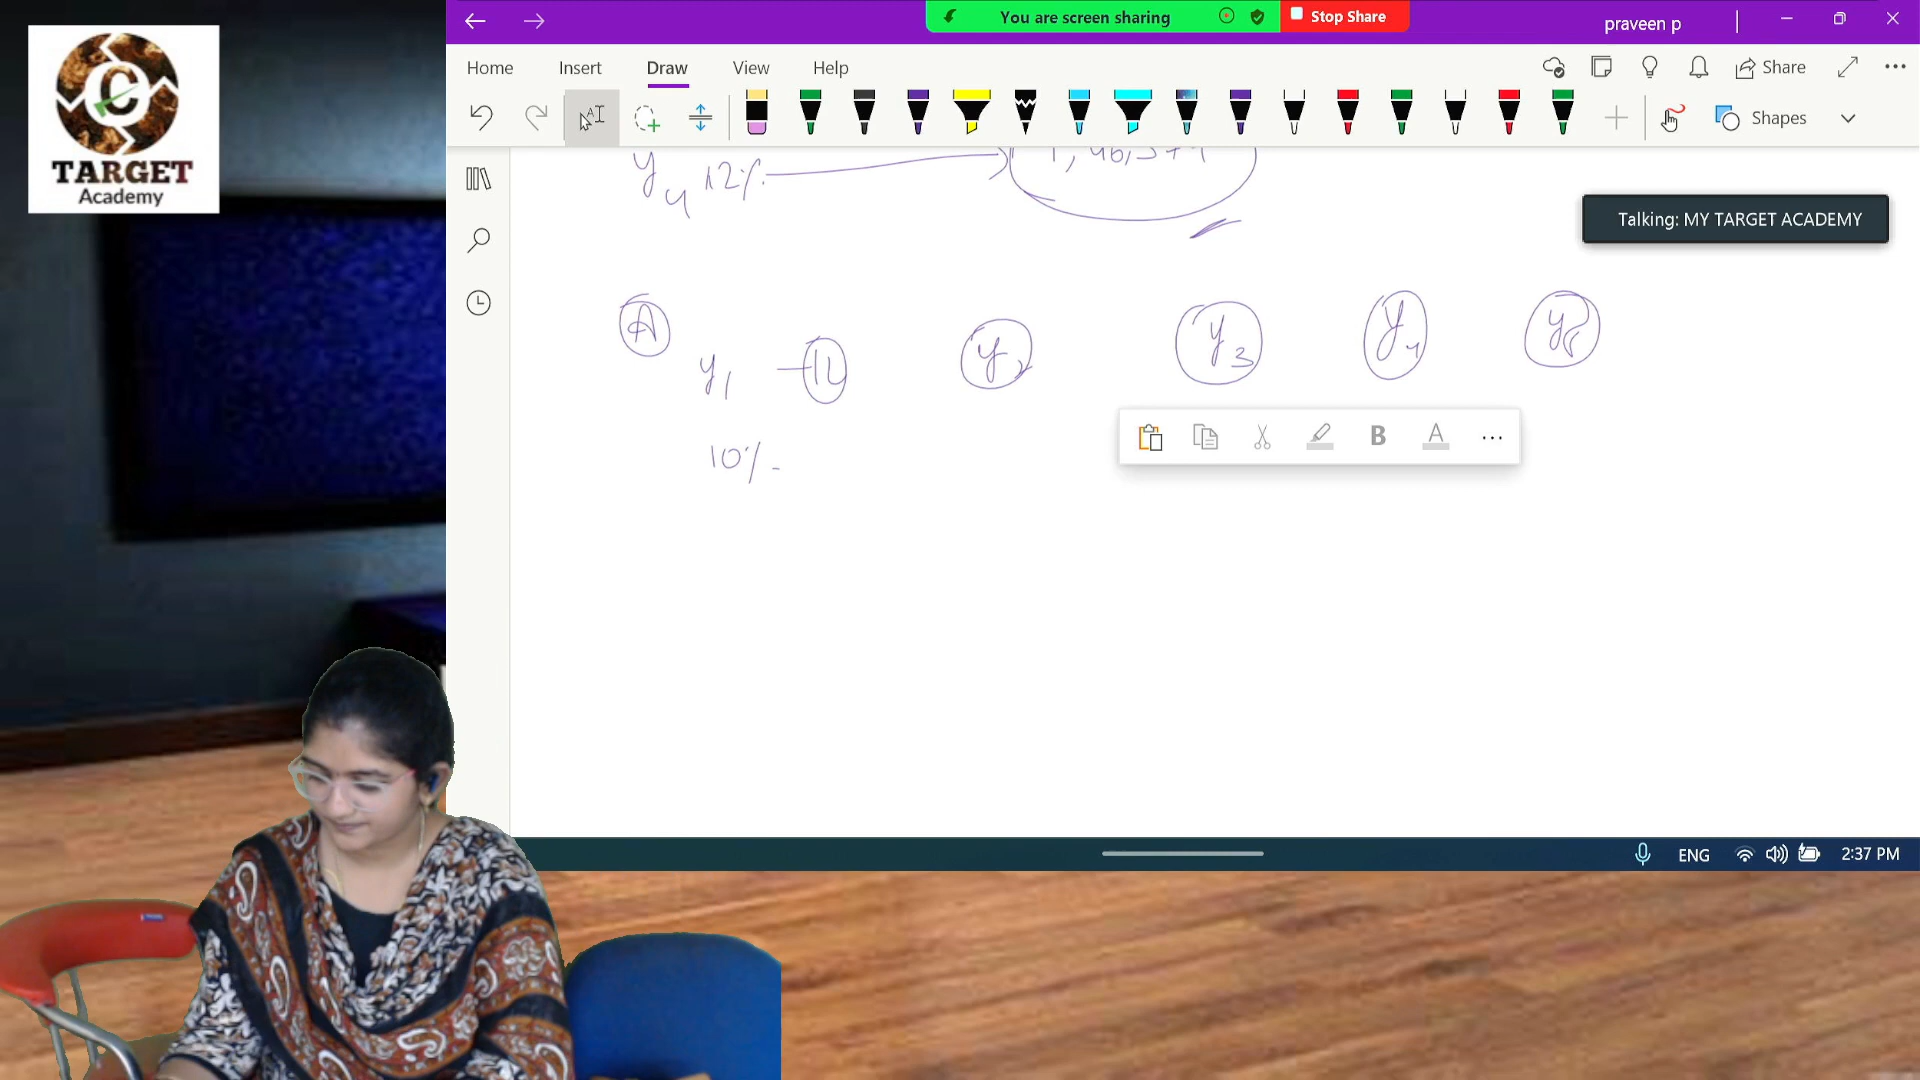 You are screen sharing Stop Share praveen p
Home Insert Draw View Help Share
Shapes
C
TARGET
Academy
y4 12%
Talking: MY TARGET ACADEMY
A
y1 y2 y3 y4
10%
B A
ENG 2:37 PM